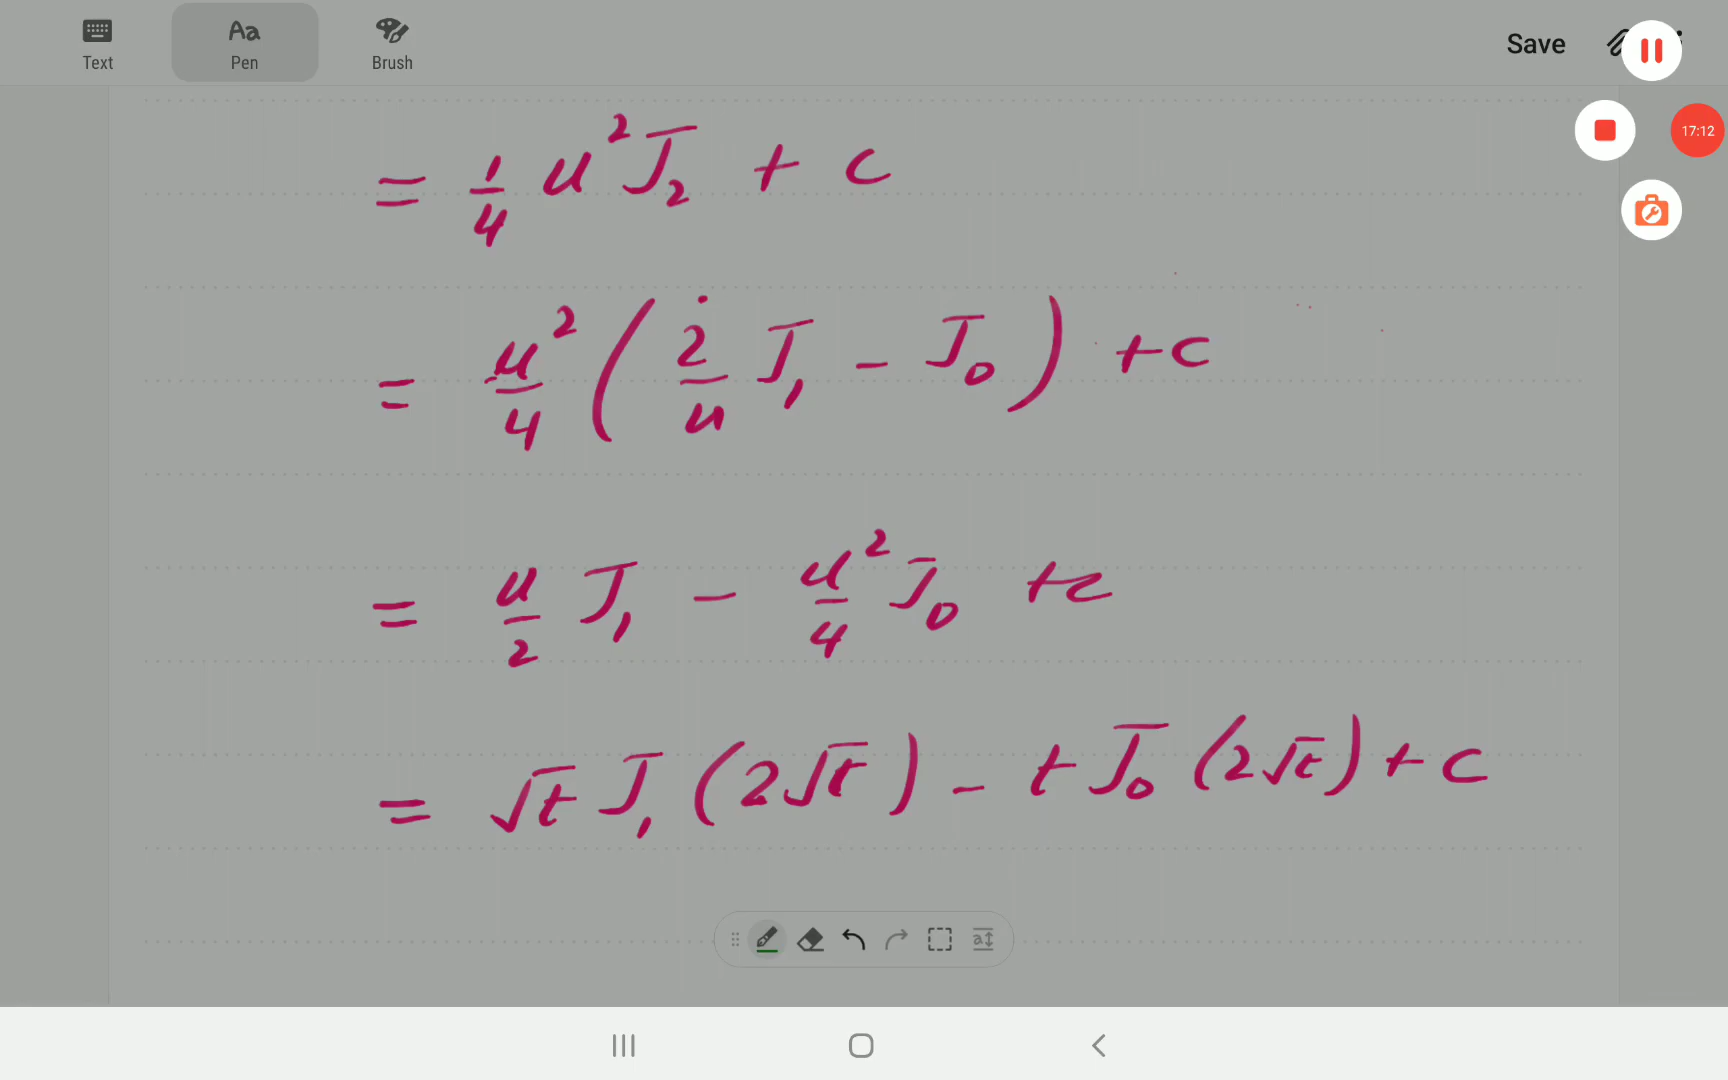 Text Pen Brush Save
17:12
= 1/4 u² J₂ + c
= u²/4 ( 2/u J₁ - J₀ ) + c
= u/2 J₁ - u²/4 J₀ + c
= √t J₁ (2√t) - t J₀ (2√t) + c